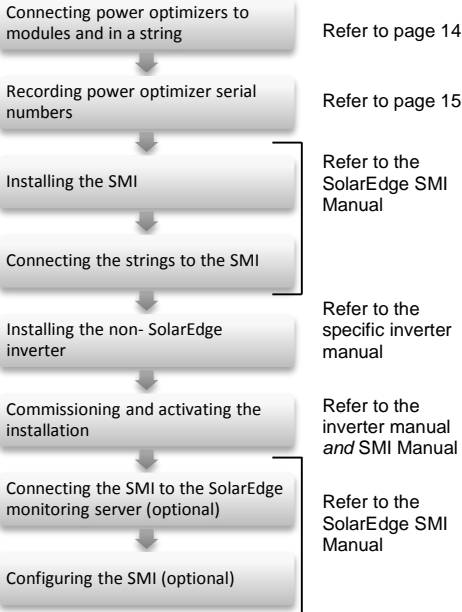 Connecting power optimizers to
modules and in a string
Refer to page 14
Recording power optimizer serial
numbers
Refer to page 15
Installing the SMI
Refer to the
SolarEdge SMI
Manual
Connecting the strings to the SMI
Installing the non- SolarEdge
inverter
Refer to the
specific inverter
manual
Commissioning and activating the
installation
Refer to the
inverter manual
and SMI Manual
Connecting the SMI to the SolarEdge
monitoring server (optional)
Refer to the
SolarEdge SMI
Manual
Configuring the SMI (optional)